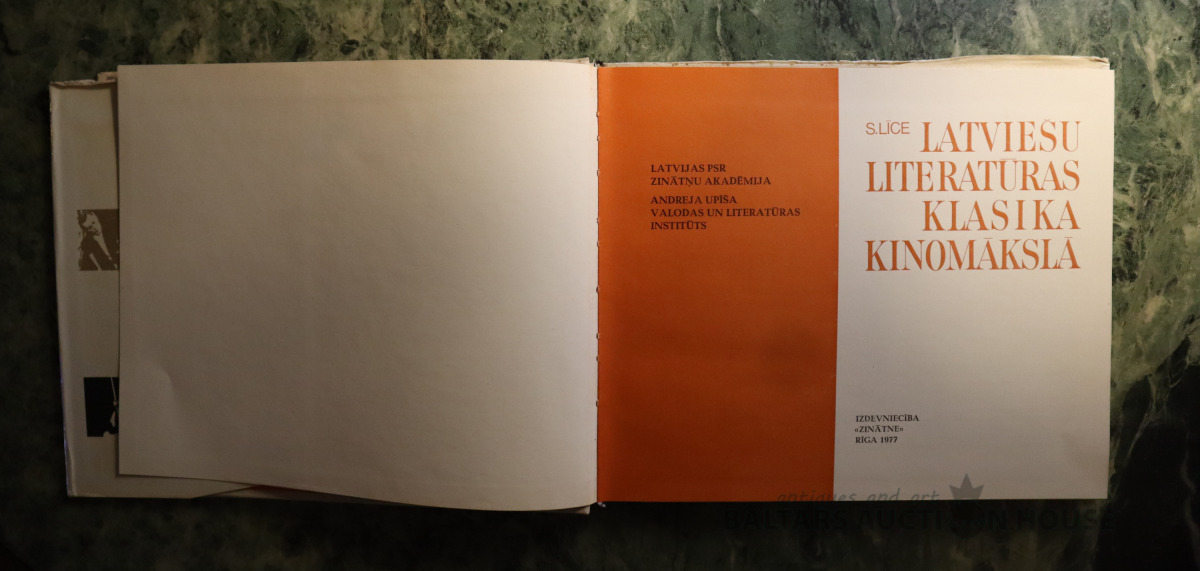 LATVIJAS PSR
ZINĀTŅU AKADĒMIJA
ANDREJA UPĪŠA
VALODAS UN LITERATŪRAS
INSTITŪTS
S.LĪCE LATVIEŠU
LITERATŪRAS
KLASIKA
KINOMĀKSLĀ
IZDEVNIECĪBA
«ZINĀTNE»
RĪGA 1977
antiques and art
BALTARS AUCTISON HOUSE